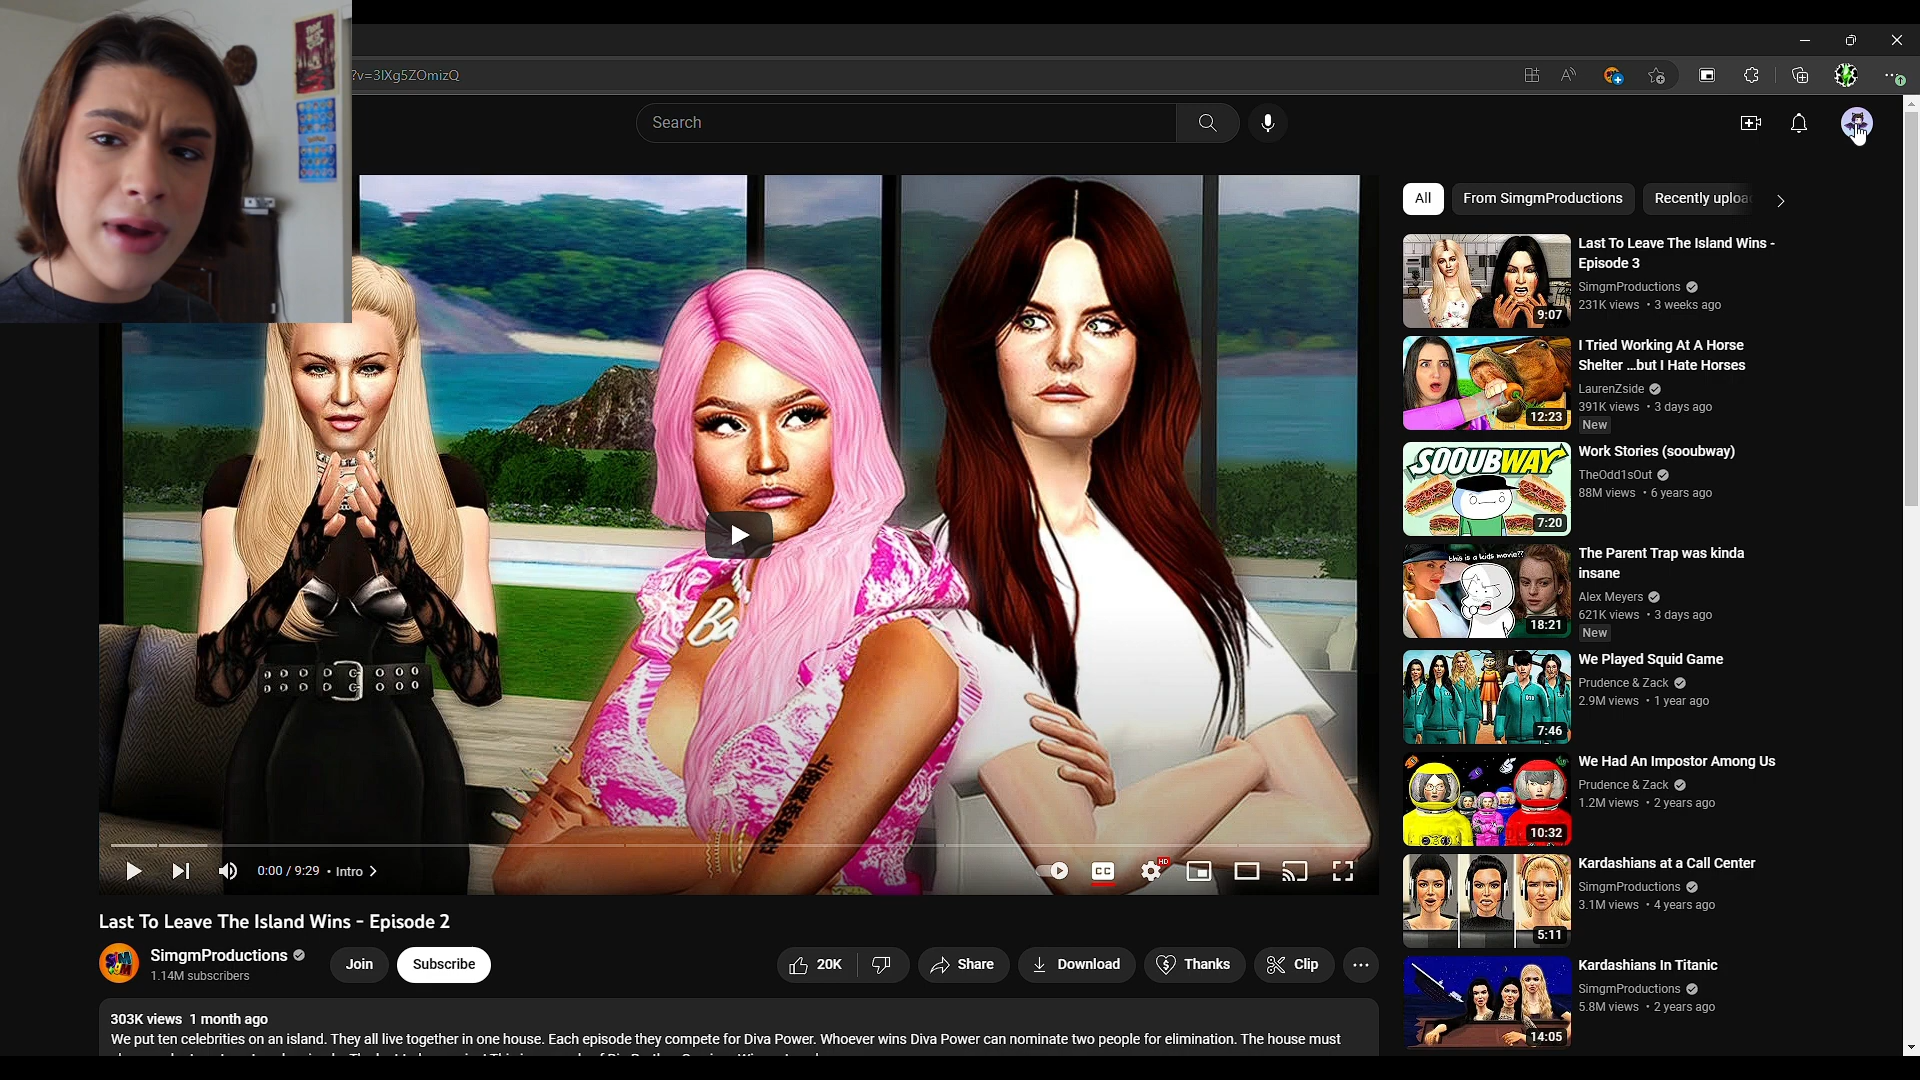 ?v=3lXg5ZOmizQ
Search
All
From SimgmProductions
Recently uploa
Last To Leave The Island Wins -
Episode 3
SimgmProductions
231K views • 3 weeks ago
9:07
I Tried Working At A Horse
Shelter ...but I Hate Horses
LaurenZside
391K views • 3 days ago
New
12:23
SOOUBWAY
Work Stories (sooubway)
TheOdd1sOut
88M views • 6 years ago
7:20
this is a kids movie??
The Parent Trap was kinda
insane
Alex Meyers
621K views • 3 days ago
New
18:21
We Played Squid Game
Prudence & Zack
2.9M views • 1 year ago
7:46
We Had An Impostor Among Us
Prudence & Zack
1.2M views • 2 years ago
10:32
Kardashians at a Call Center
SimgmProductions
3.1M views • 4 years ago
5:11
Kardashians In Titanic
SimgmProductions
5.8M views • 2 years ago
14:05
Ba
0:00 / 9:29 • Intro
CC
HD
Last To Leave The Island Wins - Episode 2
SIM GM
SimgmProductions
1.14M subscribers
Join
Subscribe
20K
Share
Download
Thanks
Clip
303K views 1 month ago
We put ten celebrities on an island. They all live together in one house. Each episode they compete for Diva Power. Whoever wins Diva Power can nominate two people for elimination. The house must